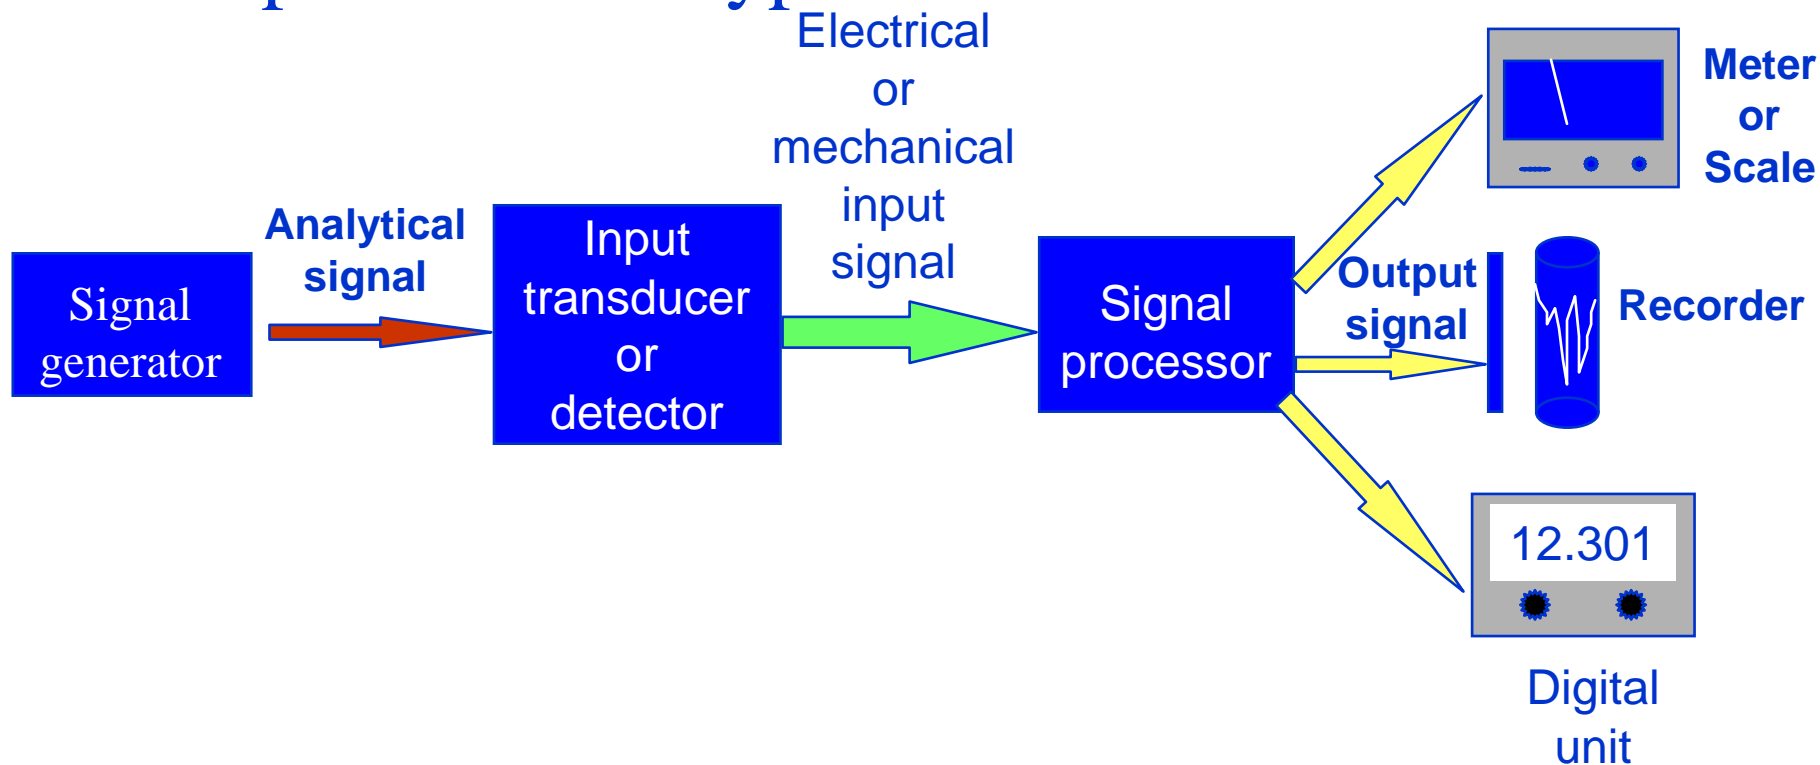 Signal
generator
Analytical
signal
Input
transducer
or
detector
Electrical
or
mechanical
input
signal
Signal
processor
Output
signal
Meter
or
Scale
Recorder
12.301
Digital
unit